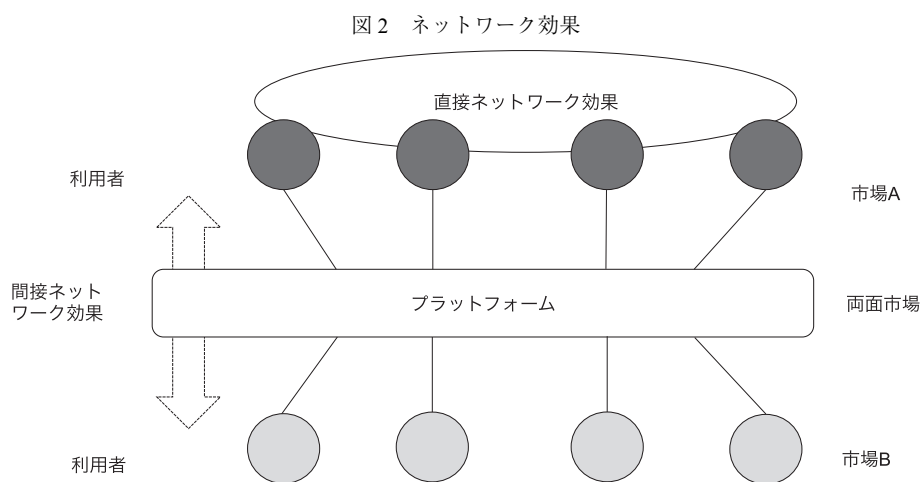 図2 ネットワーク効果
直接ネットワーク効果
利用者
市場A
間接ネット
ワーク効果
プラットフォーム
両面市場
利用者
市場B